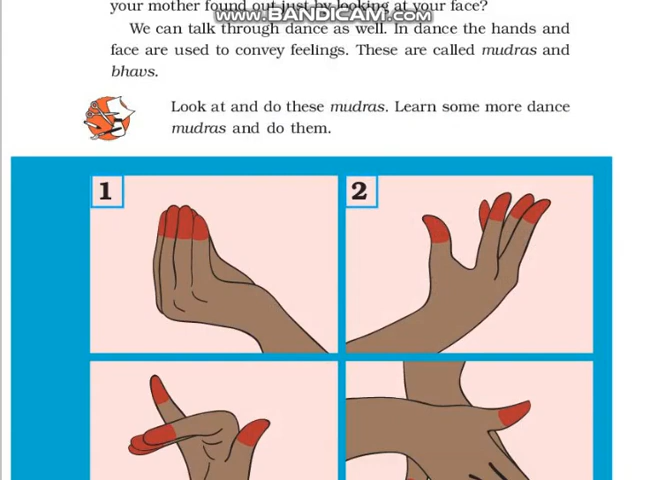 your mother found out just by looking at your face?
www.BANDICAM.com
We can talk through dance as well. In dance the hands and
face are used to convey feelings. These are called mudras and
bhavs.
Look at and do these mudras. Learn some more dance
mudras and do them.
1
2